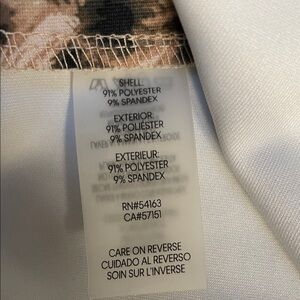 SHELL:
91% POLYESTER
9% SPANDEX
EXTERIOR:
91% POLIÉSTER
9% SPANDEX
EXTERIEUR:
91% POLYESTER
9% SPANDEX
RN#54163
CA#57151
CARE ON REVERSE
CUIDADO AL REVERSO
SOIN SUR L'INVERSE